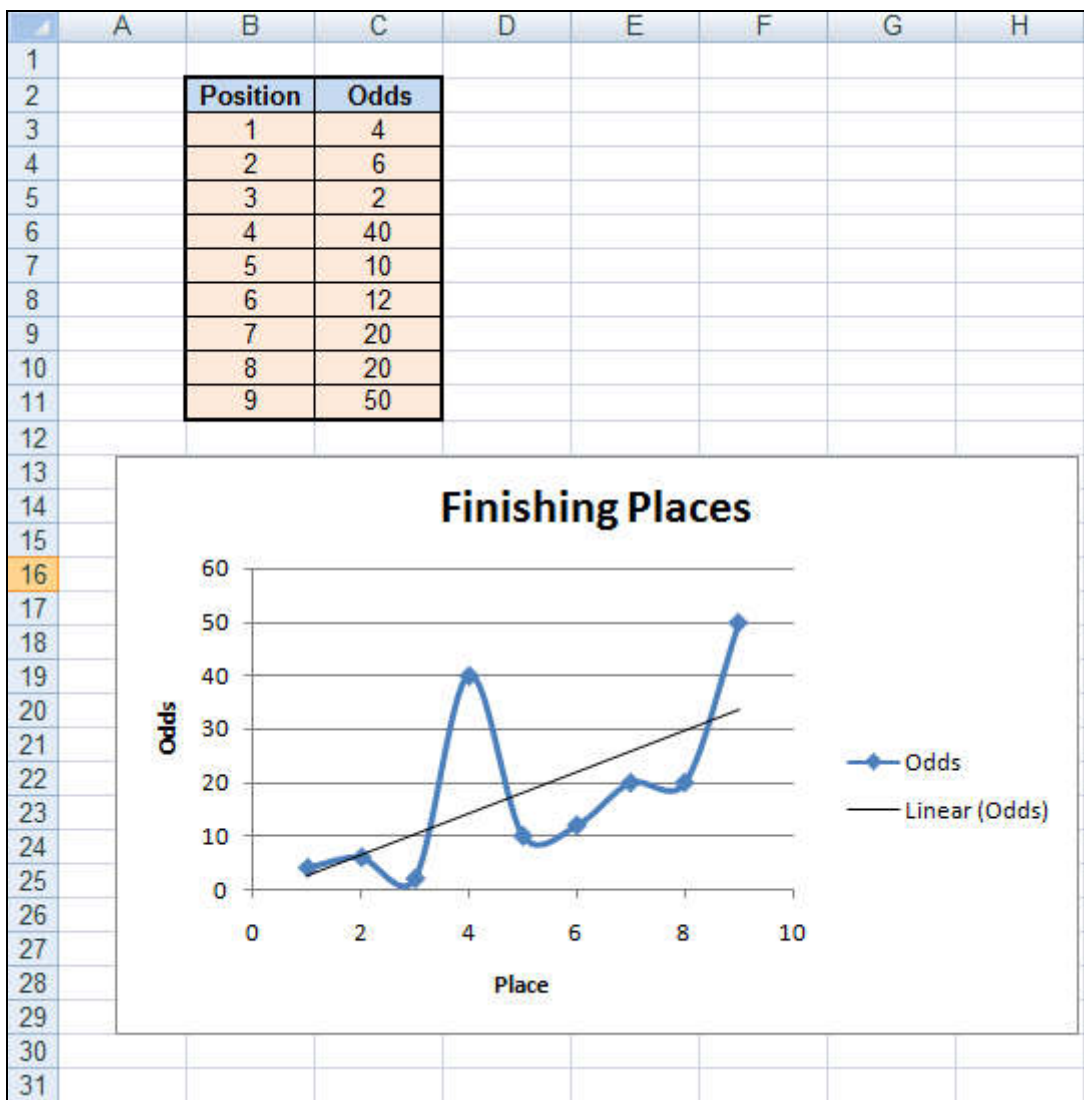 A B C D E F G H
1
2 Position Odds
3 1 4
4 2 6
5 3 2
6 4 40
7 5 10
8 6 12
9 7 20
10 8 20
11 9 50
12
13
14
15
16
17
18
19
20
21
22
23
24
25
26
27
28
29
30
31
Finishing Places
60
50
40
30
20
10
0
Odds
0 2 4 6 8 10
Place
Odds
Linear (Odds)